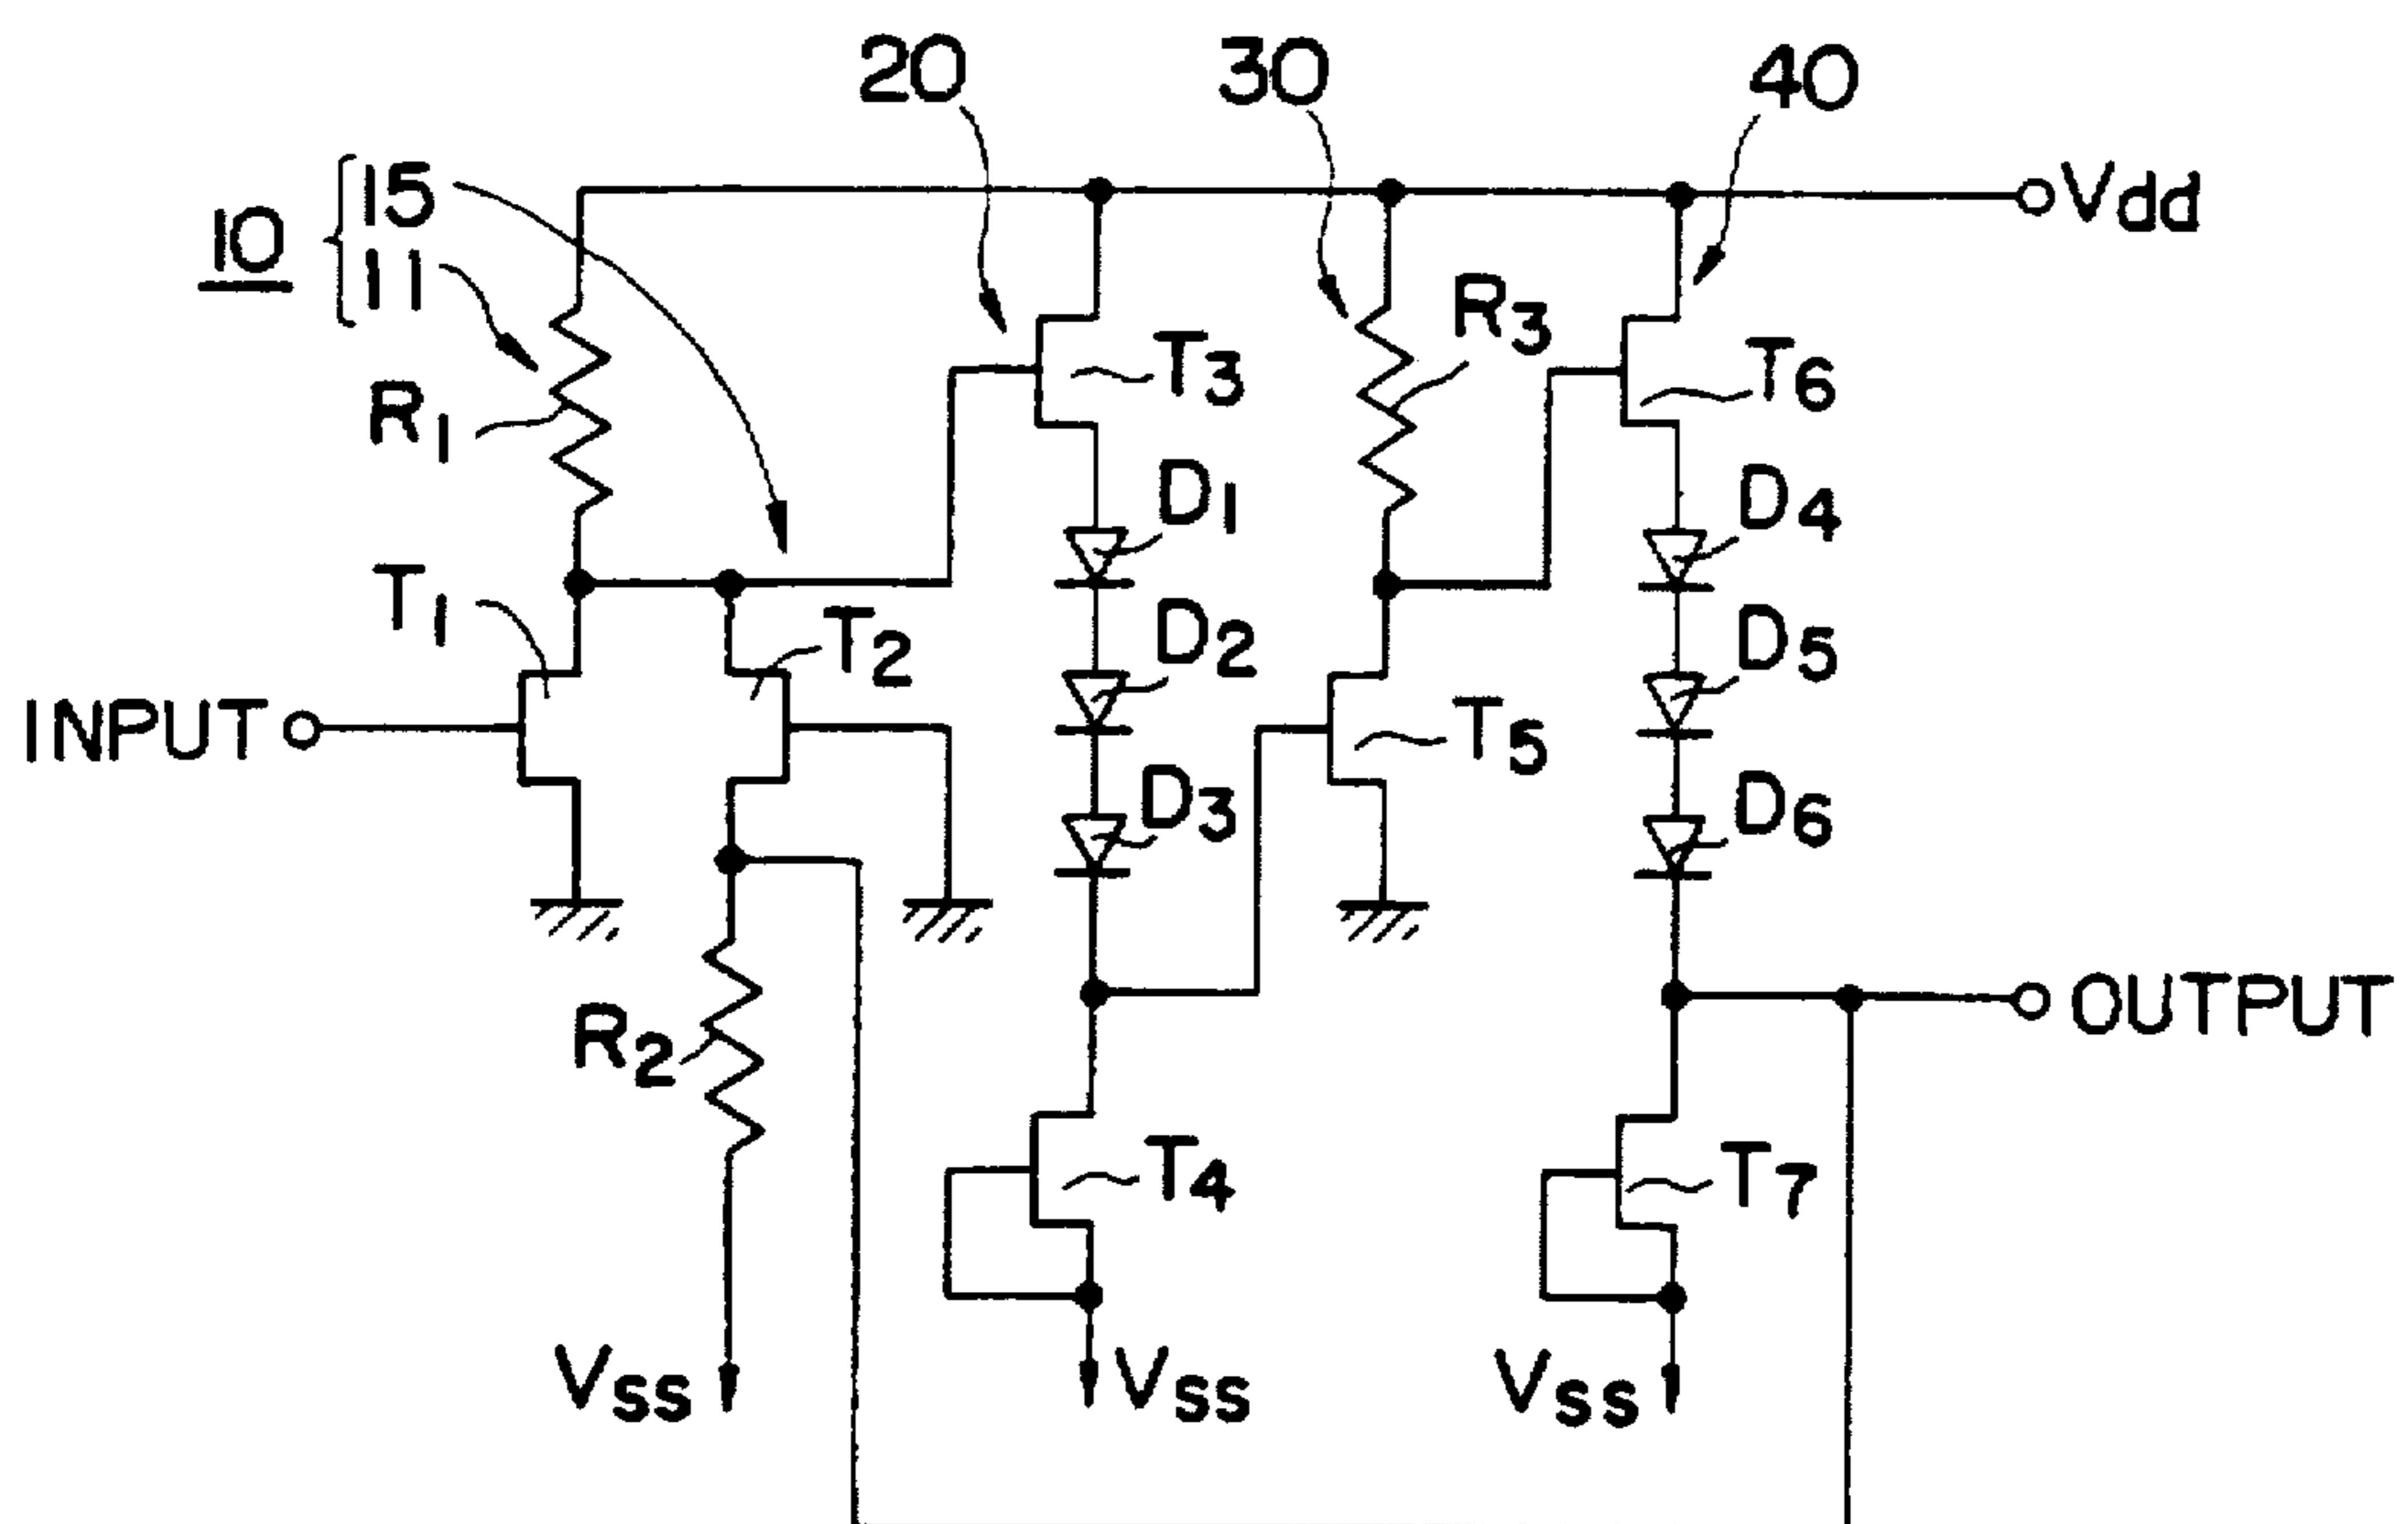 20
30
40
10
15
11
Vdd
R1
T3
R3
T6
D1
D4
T1
T2
D2
D5
INPUT
T5
D3
D6
R2
OUTPUT
T4
T7
Vss
Vss
Vss